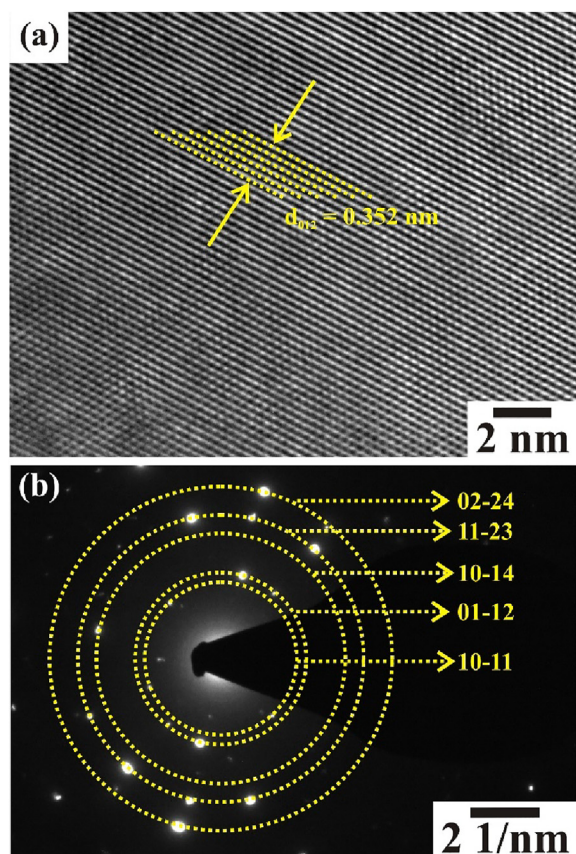 (a)
d₀₁₂ = 0.352 nm
2 nm
(b)
02-24
11-23
10-14
01-12
10-11
2 1/nm